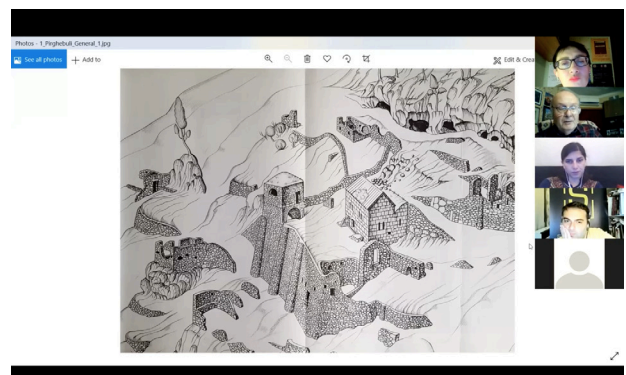 Photos - 1_Pirghebuli_General_1.jpg
See all photos
Add to
Edit & Crea